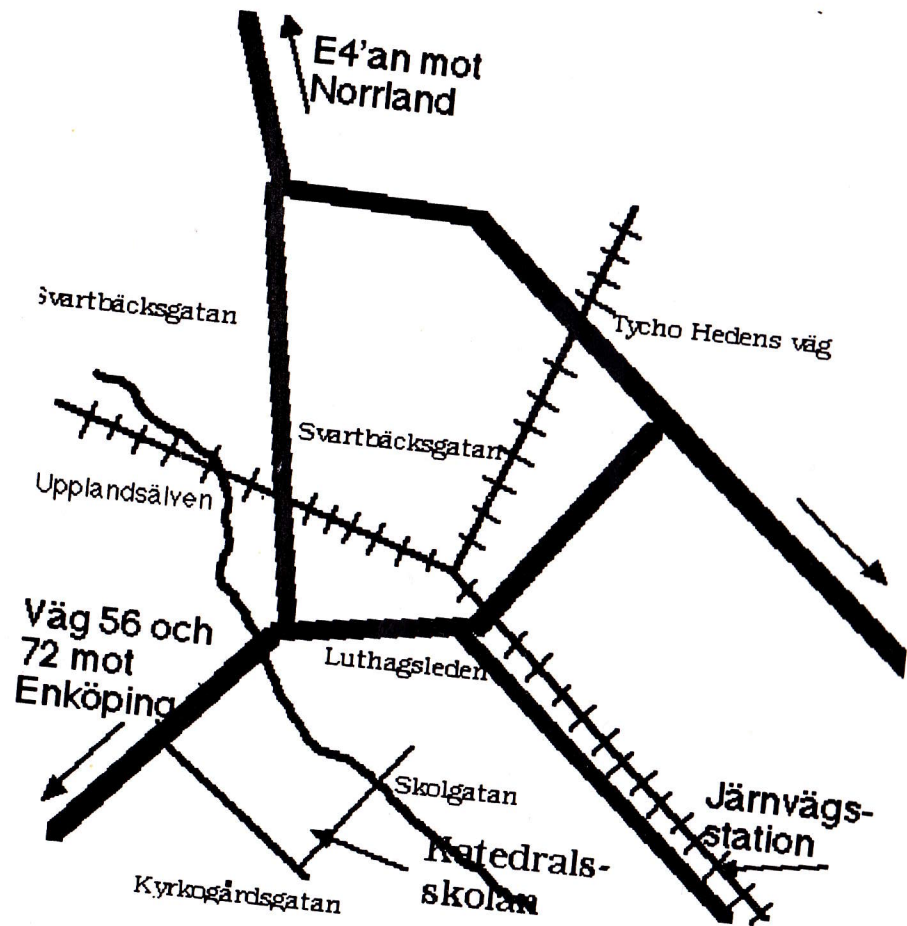 E4'an mot
Norrland
Svartbäcksgatan
Tycho Hedens väg
Svartbäcksgatan
Upplandsälven
Väg 56 och
72 mot
Enköping
Luthagsleden
Skolgatan
Järnvägs-
station
Katedrals-
skolan
Kyrkogårdsgatan